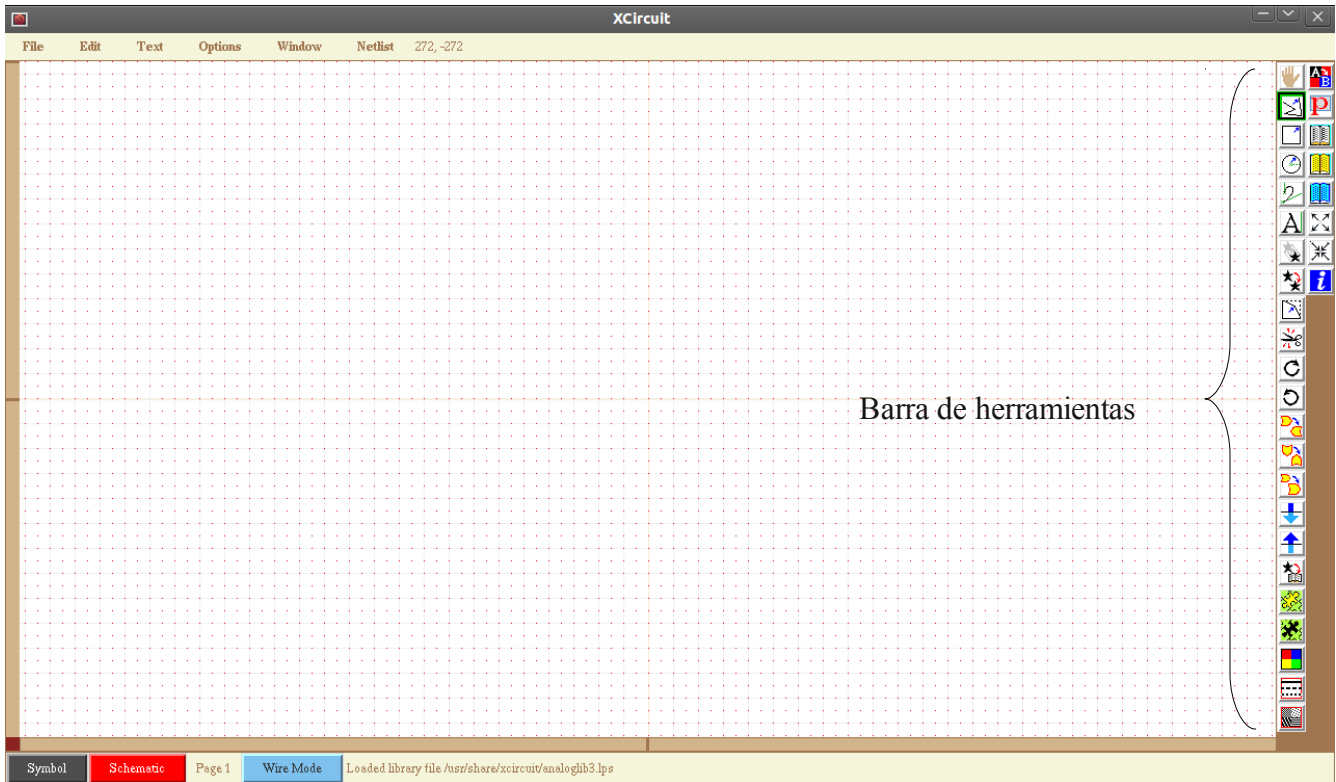 XCircuit
File Edit Text Options Window Netlist 272, -272
A B
P
A
i
Barra de herramientas
Symbol Schematic Page 1 Wire Mode Loaded library file /usr/share/xcircuit/analoglib3.lps